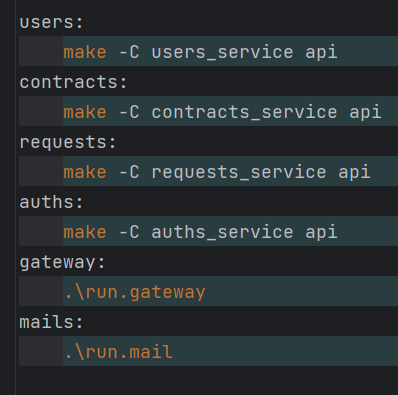 users:
make -C users_service api
contracts:
make -C contracts_service api
requests:
make -C requests_service api
auths:
make -C auths_service api
gateway:
.\run.gateway
mails:
.\run.mail